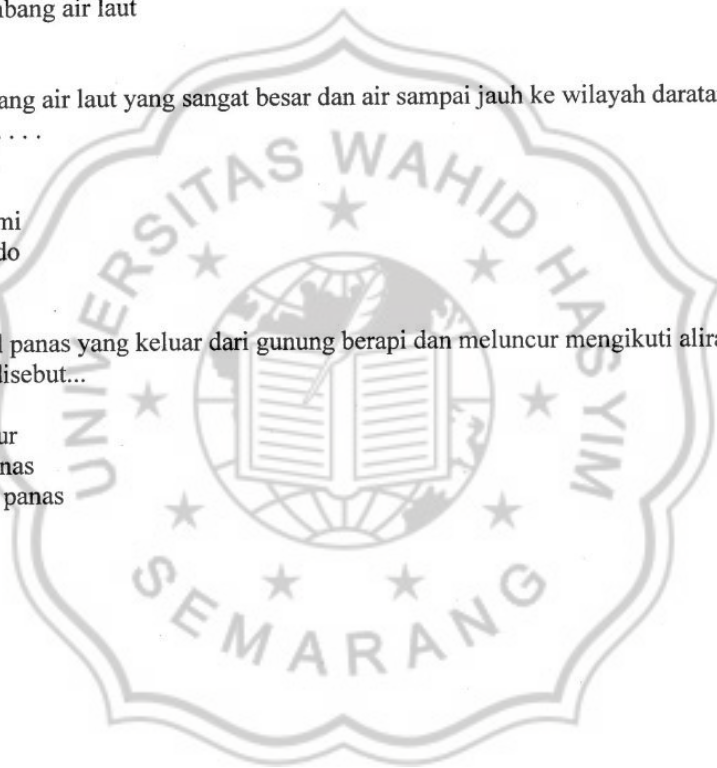 bang air laut
ang air laut yang sangat besar dan air sampai jauh ke wilayah darata
. . . .
mi
do
panas yang keluar dari gunung berapi dan meluncur mengikuti alira
disebut...
ur
nas
panas
UNIVERSITAS WAHID HASYIM
SEMARANG